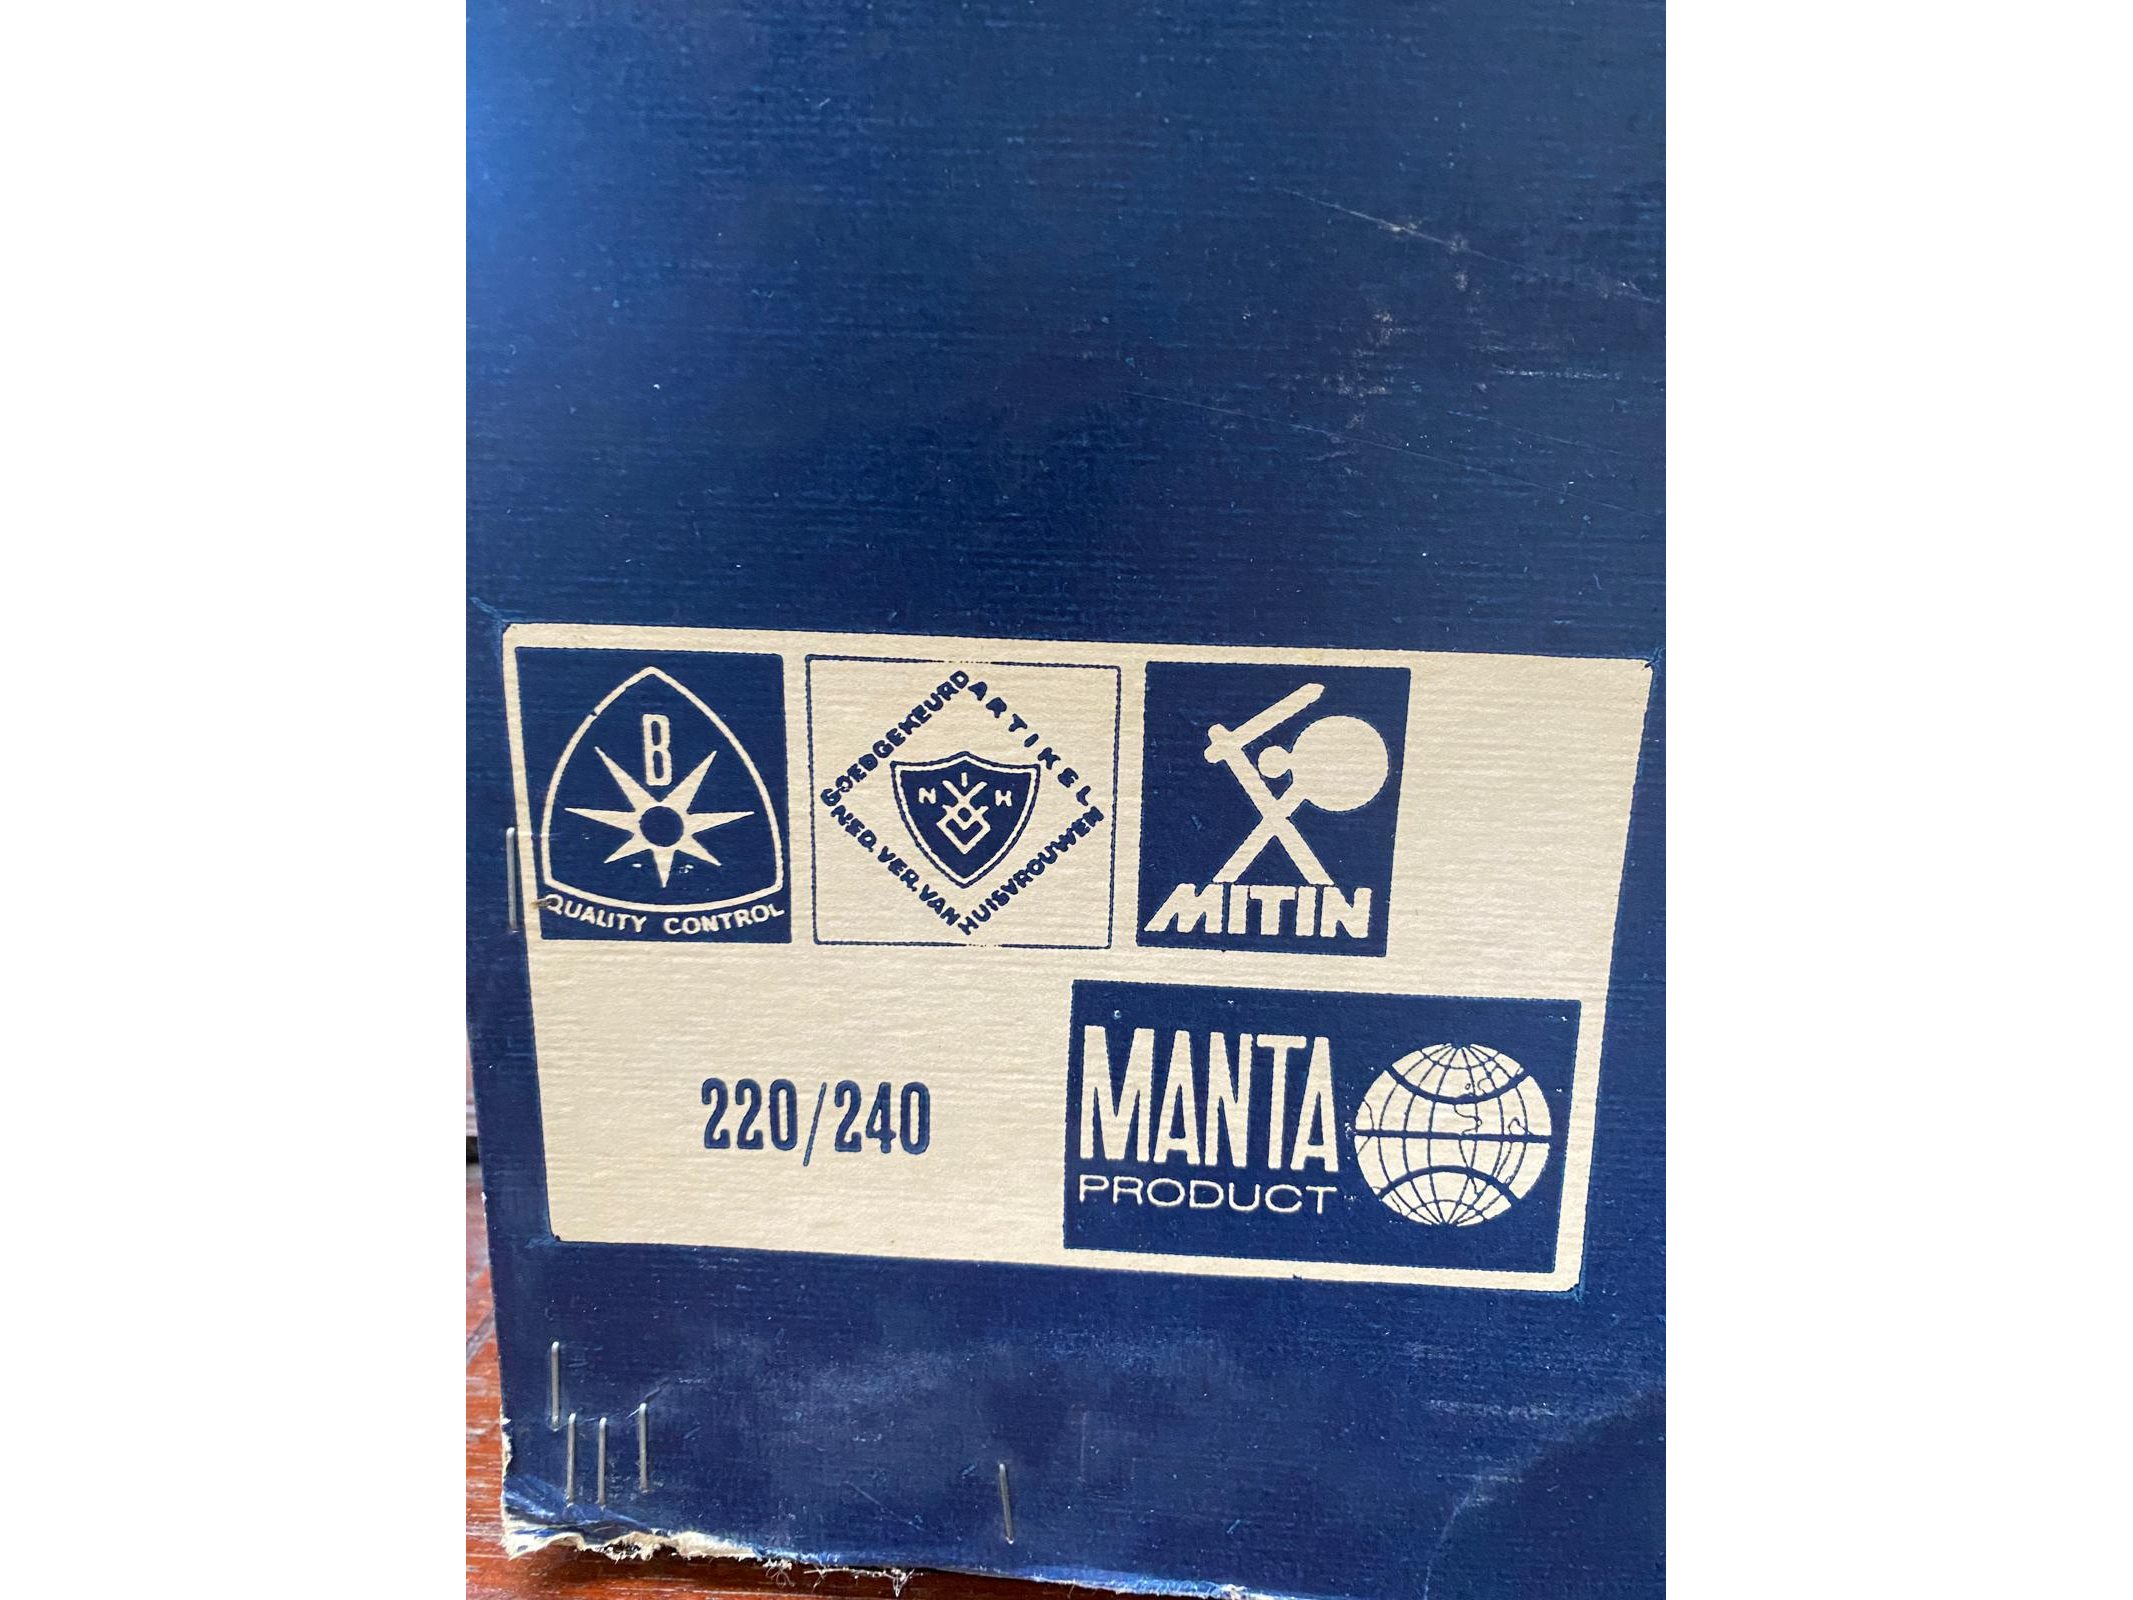 B
QUALITY CONTROL
GOEDGEKEURD ARTIKEL
NED. VER. VAN HUISVROUWEN
N V H
MITIN
220/240
MANTA
PRODUCT